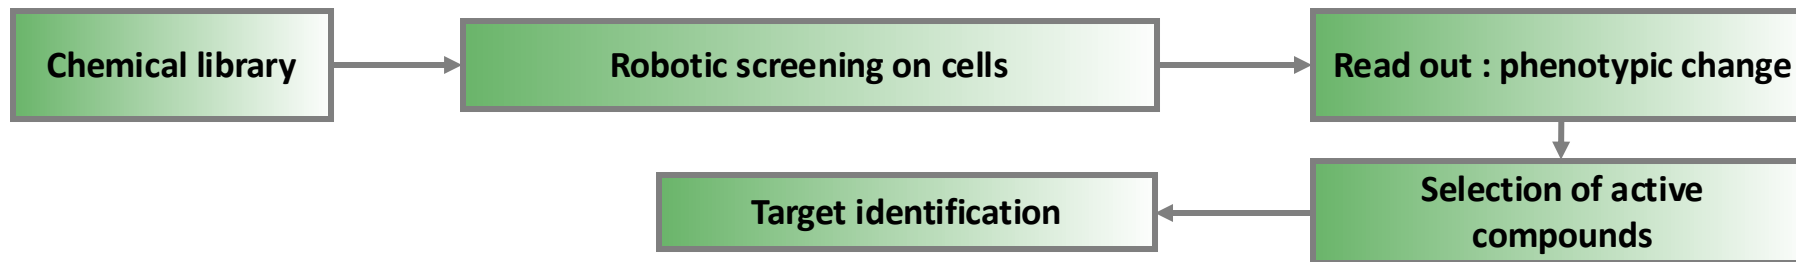 Chemical library
Robotic screening on cells
Read out : phenotypic change
Selection of active
compounds
Target identification